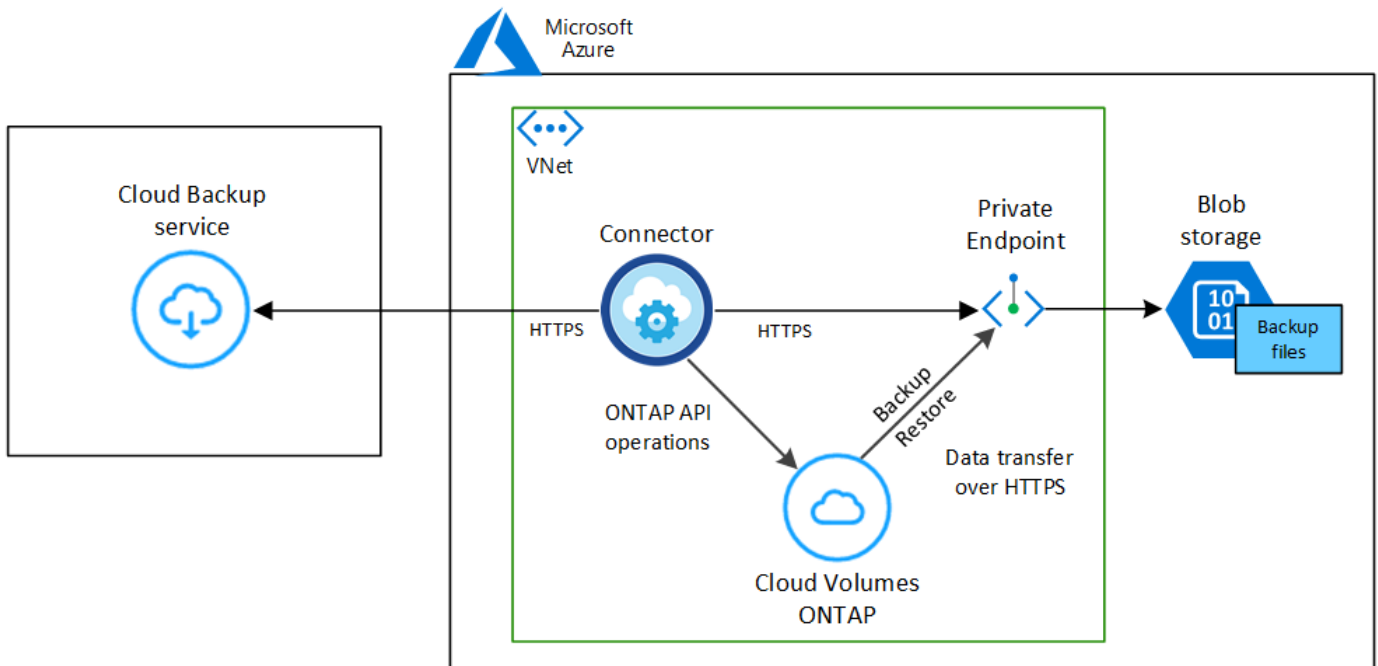 Microsoft
Azure
VNet
Cloud Backup
service
Connector
Private
Endpoint
Blob
storage
HTTPS
HTTPS
10
01
Backup
files
ONTAP API
operations
Backup
Restore
Data transfer
over HTTPS
Cloud Volumes
ONTAP